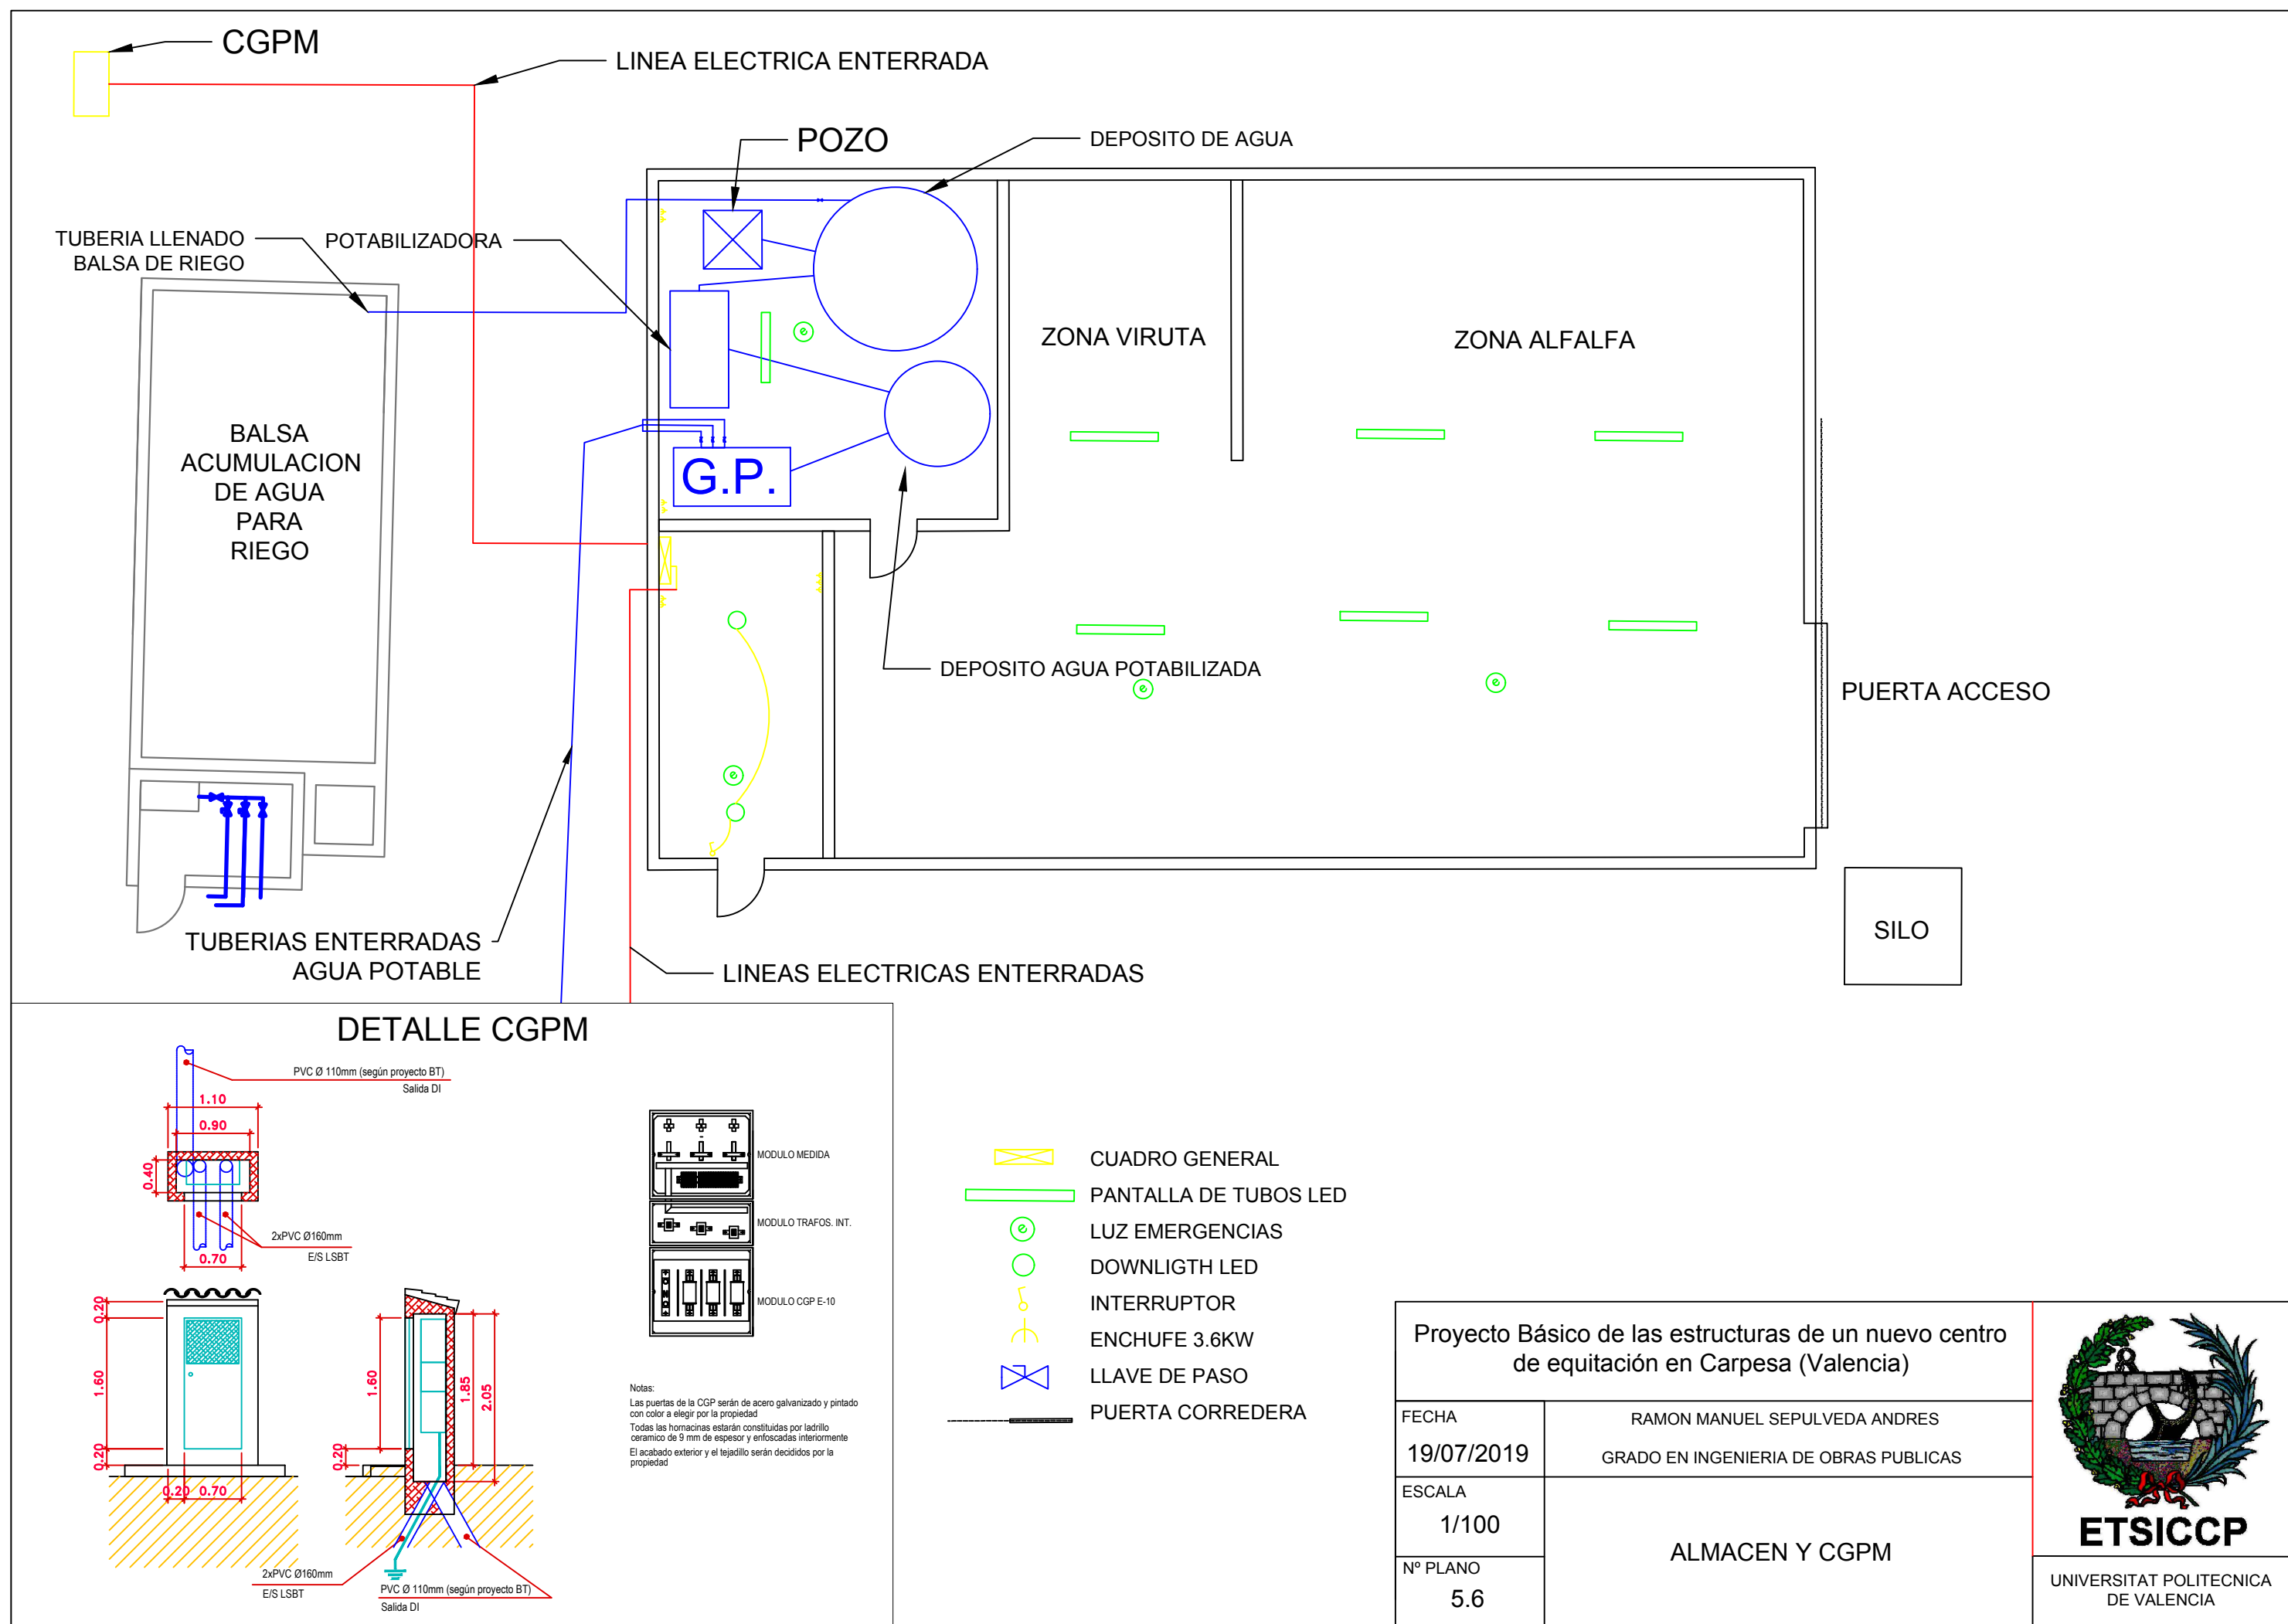 CGPM
LINEA ELECTRICA ENTERRADA
POZO
DEPOSITO DE AGUA
TUBERIA LLENADO
BALSA DE RIEGO
POTABILIZADORA
ZONA VIRUTA
ZONA ALFALFA
BALSA
ACUMULACION
DE AGUA
PARA
RIEGO
G.P.
DEPOSITO AGUA POTABILIZADA
PUERTA ACCESO
SILO
TUBERIAS ENTERRADAS
AGUA POTABLE
LINEAS ELECTRICAS ENTERRADAS
DETALLE CGPM
PVC Ø 110mm (según proyecto BT)
Salida DI
1.10
0.90
0.40
2xPVC Ø160mm
E/S LSBT
0.70
0.20
1.60
0.20
0.20 0.70
1.60
0.20
1.85
2.05
2xPVC Ø160mm
E/S LSBT
PVC Ø 110mm (según proyecto BT)
Salida DI
MODULO MEDIDA
MODULO TRAFOS. INT.
MODULO CGP E-10
Notas:
Las puertas de la CGP serán de acero galvanizado y pintado
con color a elegir por la propiedad
Todas las hornacinas estarán constituidas por ladrillo
ceramico de 9 mm de espesor y enfoscadas interiormente
El acabado exterior y el tejadillo serán decididos por la
propiedad
CUADRO GENERAL
PANTALLA DE TUBOS LED
e LUZ EMERGENCIAS
DOWNLIGTH LED
INTERRUPTOR
ENCHUFE 3.6KW
LLAVE DE PASO
PUERTA CORREDERA
Proyecto Básico de las estructuras de un nuevo centro
de equitación en Carpesa (Valencia)
FECHA
19/07/2019
RAMON MANUEL SEPULVEDA ANDRES
GRADO EN INGENIERIA DE OBRAS PUBLICAS
ESCALA
1/100
ALMACEN Y CGPM
Nº PLANO
5.6
ETSICCP
UNIVERSITAT POLITECNICA
DE VALENCIA